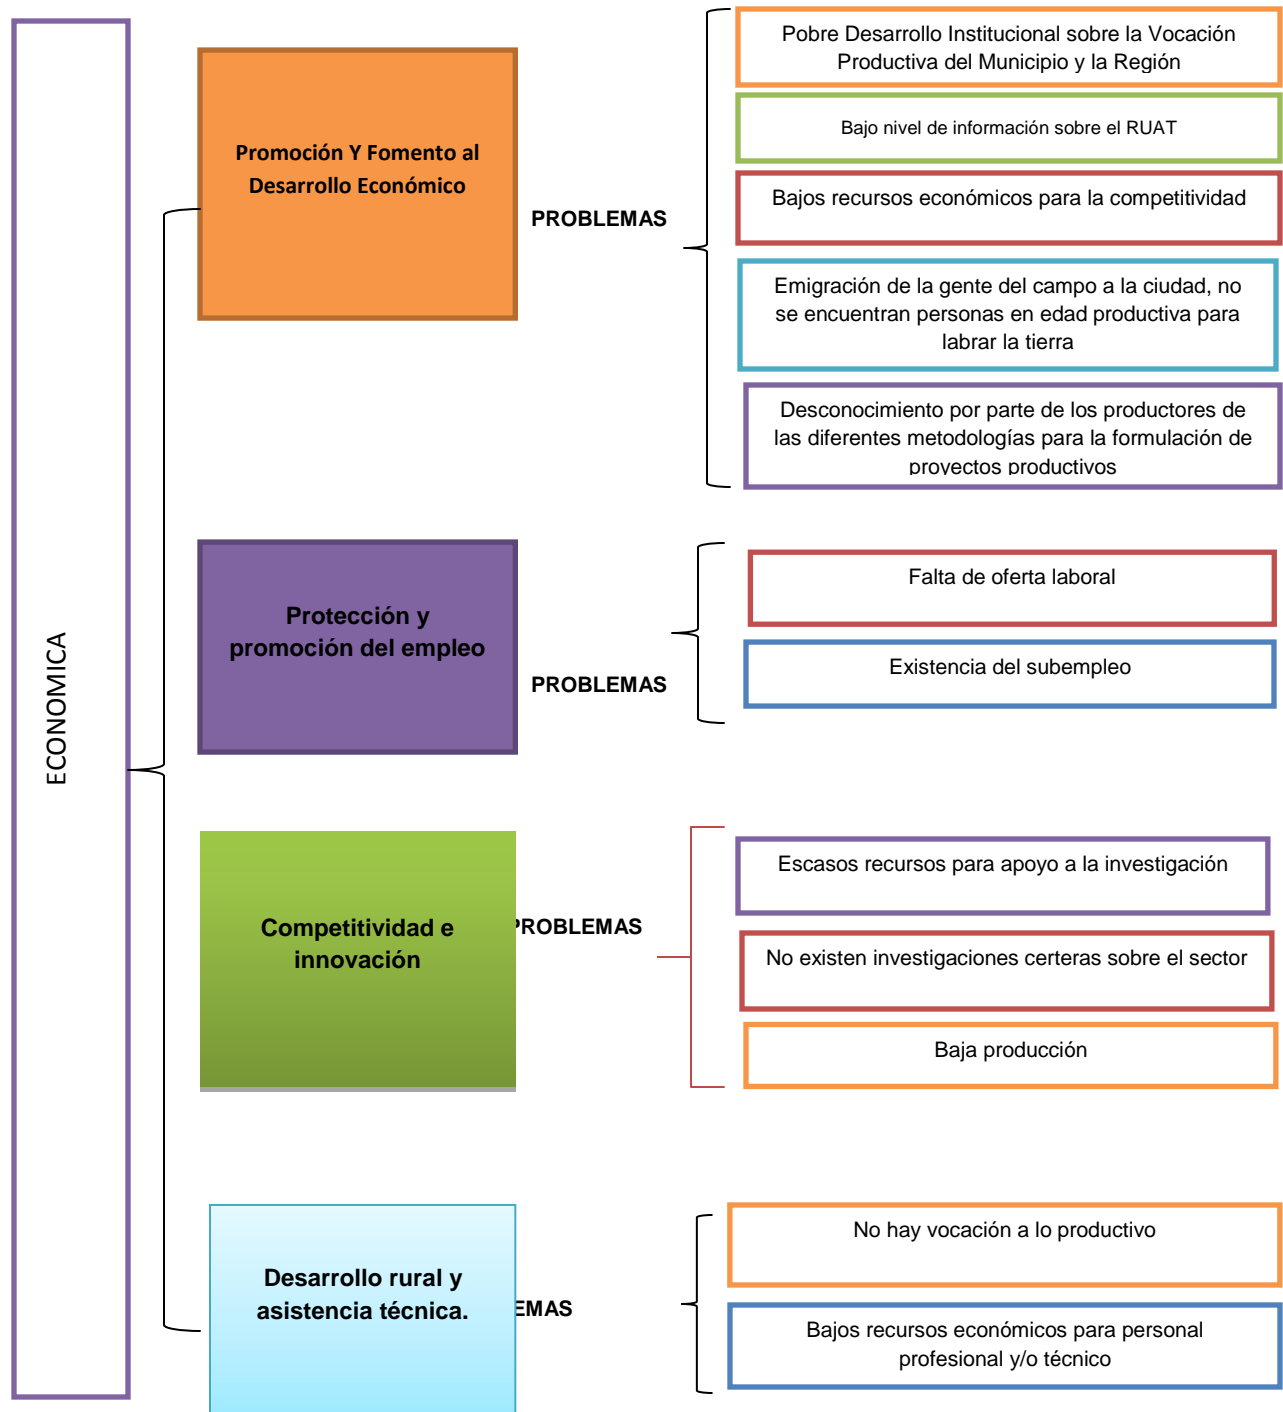 ECONOMICA
Promoción Y Fomento al
Desarrollo Económico
PROBLEMAS
Pobre Desarrollo Institucional sobre la Vocación
Productiva del Municipio y la Región
Bajo nivel de información sobre el RUAT
Bajos recursos económicos para la competitividad
Emigración de la gente del campo a la ciudad, no
se encuentran personas en edad productiva para
labrar la tierra
Desconocimiento por parte de los productores de
las diferentes metodologías para la formulación de
proyectos productivos
Protección y
promoción del empleo
PROBLEMAS
Falta de oferta laboral
Existencia del subempleo
Competitividad e
innovación
PROBLEMAS
Escasos recursos para apoyo a la investigación
No existen investigaciones certeras sobre el sector
Baja producción
Desarrollo rural y
asistencia técnica.
EMAS
No hay vocación a lo productivo
Bajos recursos económicos para personal
profesional y/o técnico